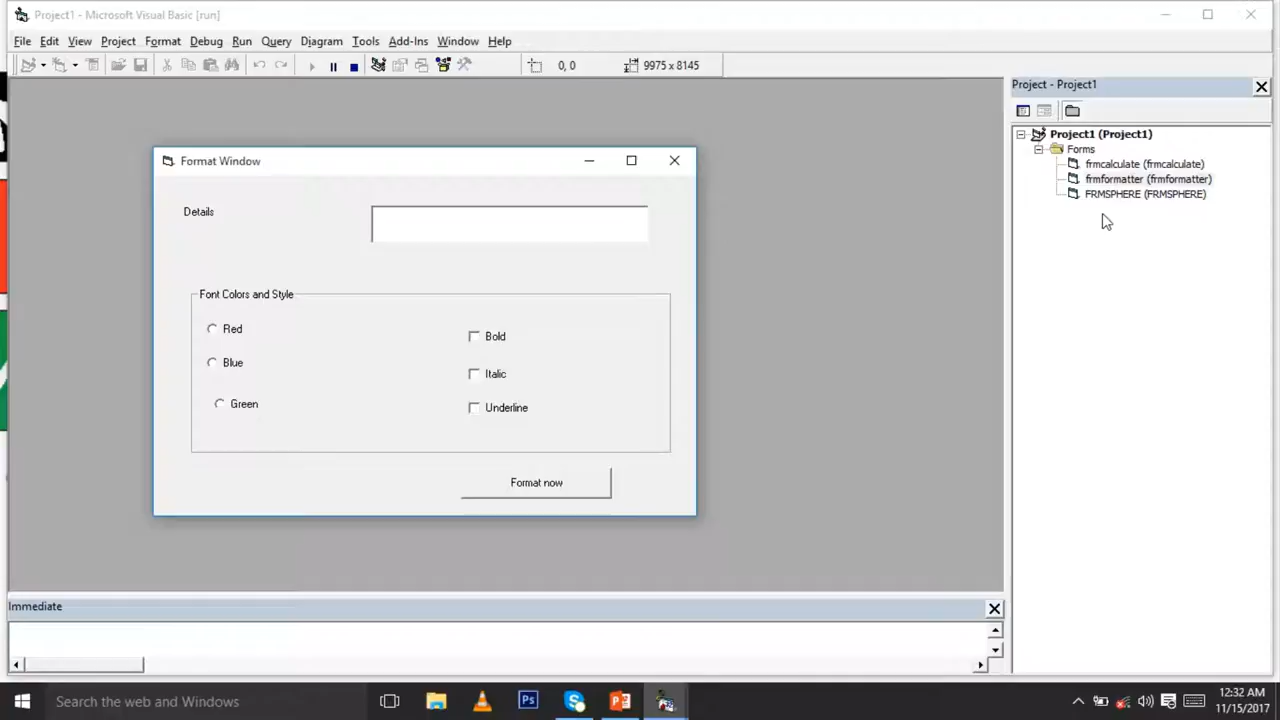 Project1 - Microsoft Visual Basic [run]
File Edit View Project Format Debug Run Query Diagram Tools Add-Ins Window Help
0, 0 9975 x 8145
Project - Project1
Project1 (Project1)
Forms
frmcalculate (frmcalculate)
frmformatter (frmformatter)
FRMSPHERE (FRMSPHERE)
Format Window
Details
Font Colors and Style
Red
Bold
Blue
Italic
Green
Underline
Format now
Immediate
Search the web and Windows
Ps
12:32 AM
11/15/2017